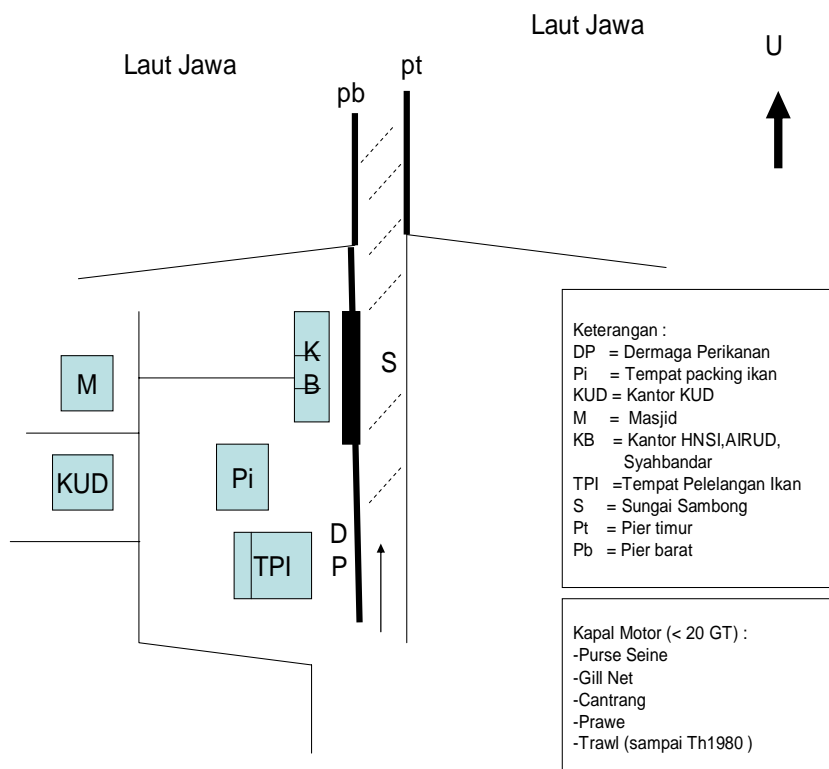 Laut Jawa
Laut Jawa
U
pb
pt
K
B
S
M
KUD
Pi
D
P
TPI
Keterangan :
DP = Dermaga Perikanan
Pi = Tempat packing ikan
KUD = Kantor KUD
M = Masjid
KB = Kantor HNSI,AIRUD,
Syahbandar
TPI =Tempat Pelelangan Ikan
S = Sungai Sambong
Pt = Pier timur
Pb = Pier barat
Kapal Motor (< 20 GT) :
-Purse Seine
-Gill Net
-Cantrang
-Prawe
-Trawl (sampai Th1980 )